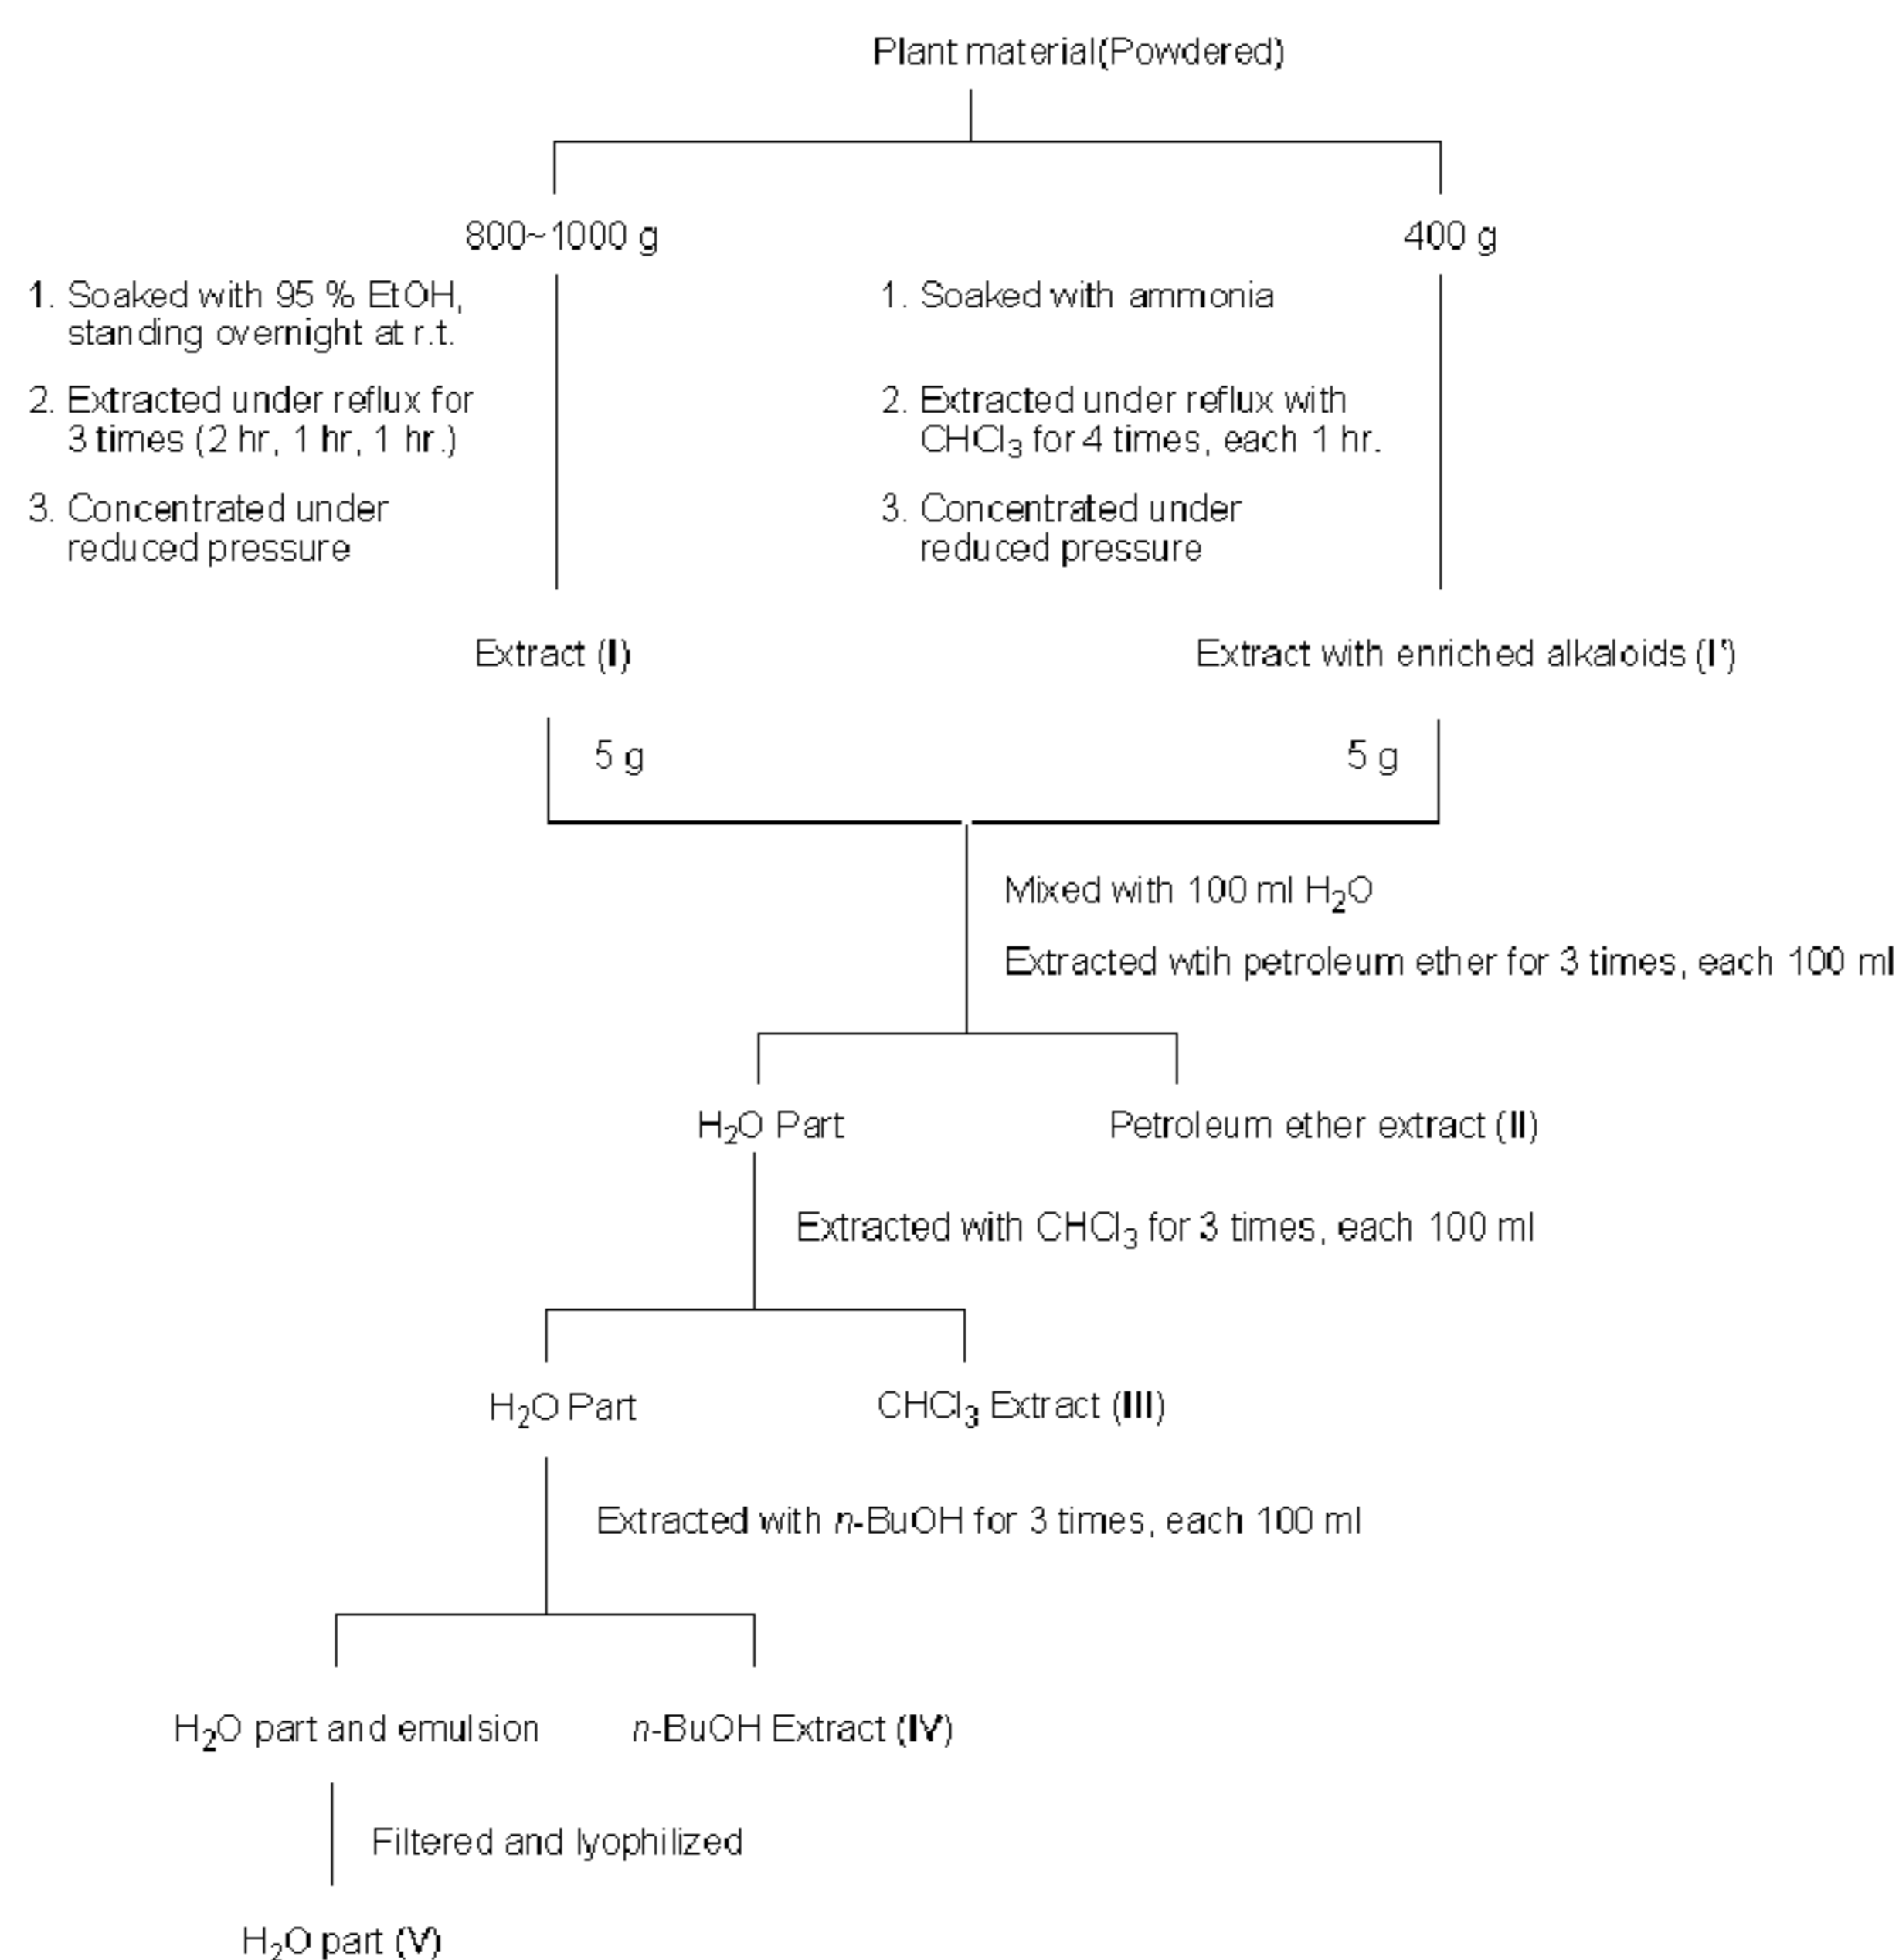 Plant material(Powdered)
800~1000 g
400 g
1. Soaked with 95 % EtOH,
standing overnight at r.t.
2. Extracted under reflux for
3 times (2 hr, 1 hr, 1 hr.)
3. Concentrated under
reduced pressure
1. Soaked with ammonia
2. Extracted under reflux with
CHCl₃ for 4 times, each 1 hr.
3. Concentrated under
reduced pressure
Extract (I)
Extract with enriched alkaloids (I')
5 g
5 g
Mixed with 100 ml H₂O
Extracted wtih petroleum ether for 3 times, each 100 ml
H₂O Part
Petroleum ether extract (II)
Extracted with CHCl₃ for 3 times, each 100 ml
H₂O Part
CHCl₃ Extract (III)
Extracted with n-BuOH for 3 times, each 100 ml
H₂O part and emulsion
n-BuOH Extract (IV)
Filtered and lyophilized
H₂O part (V)